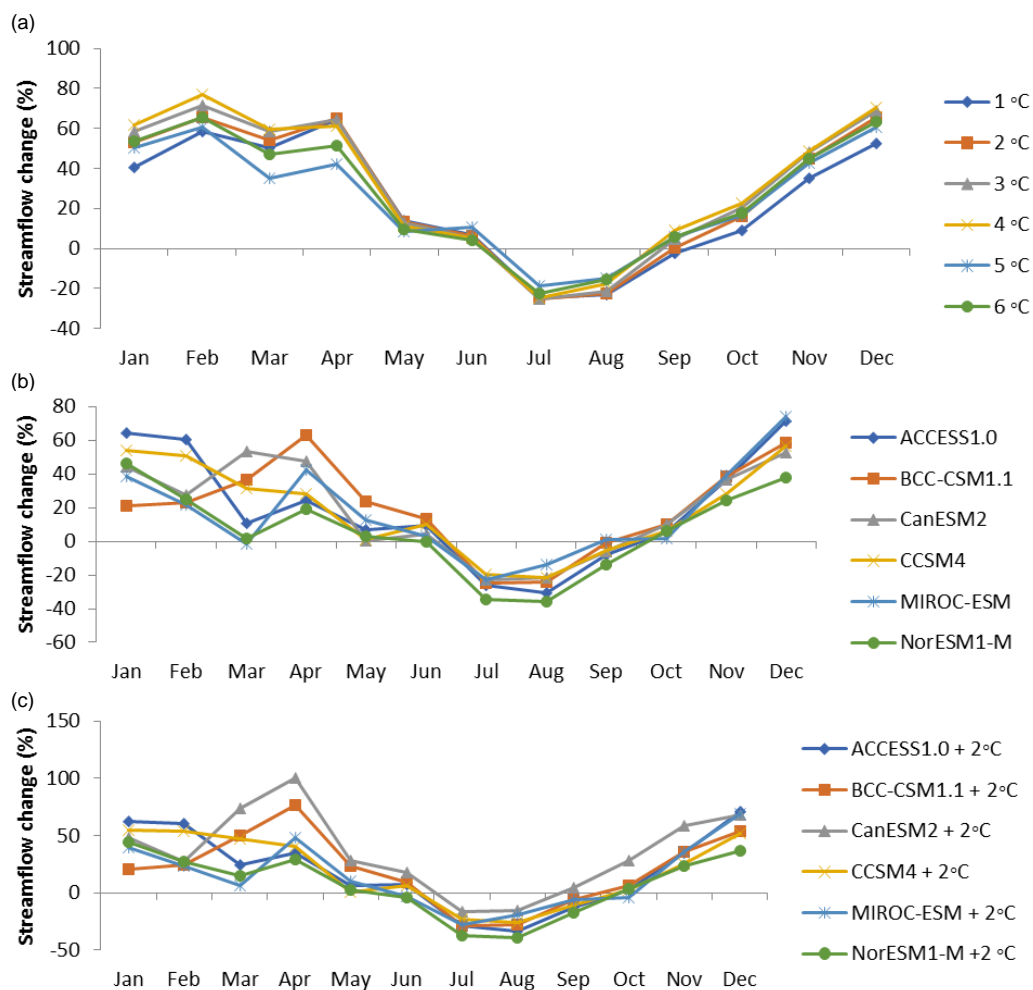 (a)
Streamflow change (%)
100
80
60
40
20
0
-20
-40
Jan Feb Mar Apr May Jun Jul Aug Sep Oct Nov Dec
1 °C
2 °C
3 °C
4 °C
5 °C
6 °C
(b)
Streamflow change (%)
80
60
40
20
0
-20
-40
-60
Jan Feb Mar Apr May Jun Jul Aug Sep Oct Nov Dec
ACCESS1.0
BCC-CSM1.1
CanESM2
CCSM4
MIROC-ESM
NorESM1-M
(c)
Streamflow change (%)
150
100
50
0
-50
Jan Feb Mar Apr May Jun Jul Aug Sep Oct Nov Dec
ACCESS1.0 + 2°C
BCC-CSM1.1 + 2°C
CanESM2 + 2°C
CCSM4 + 2°C
MIROC-ESM + 2°C
NorESM1-M +2 °C